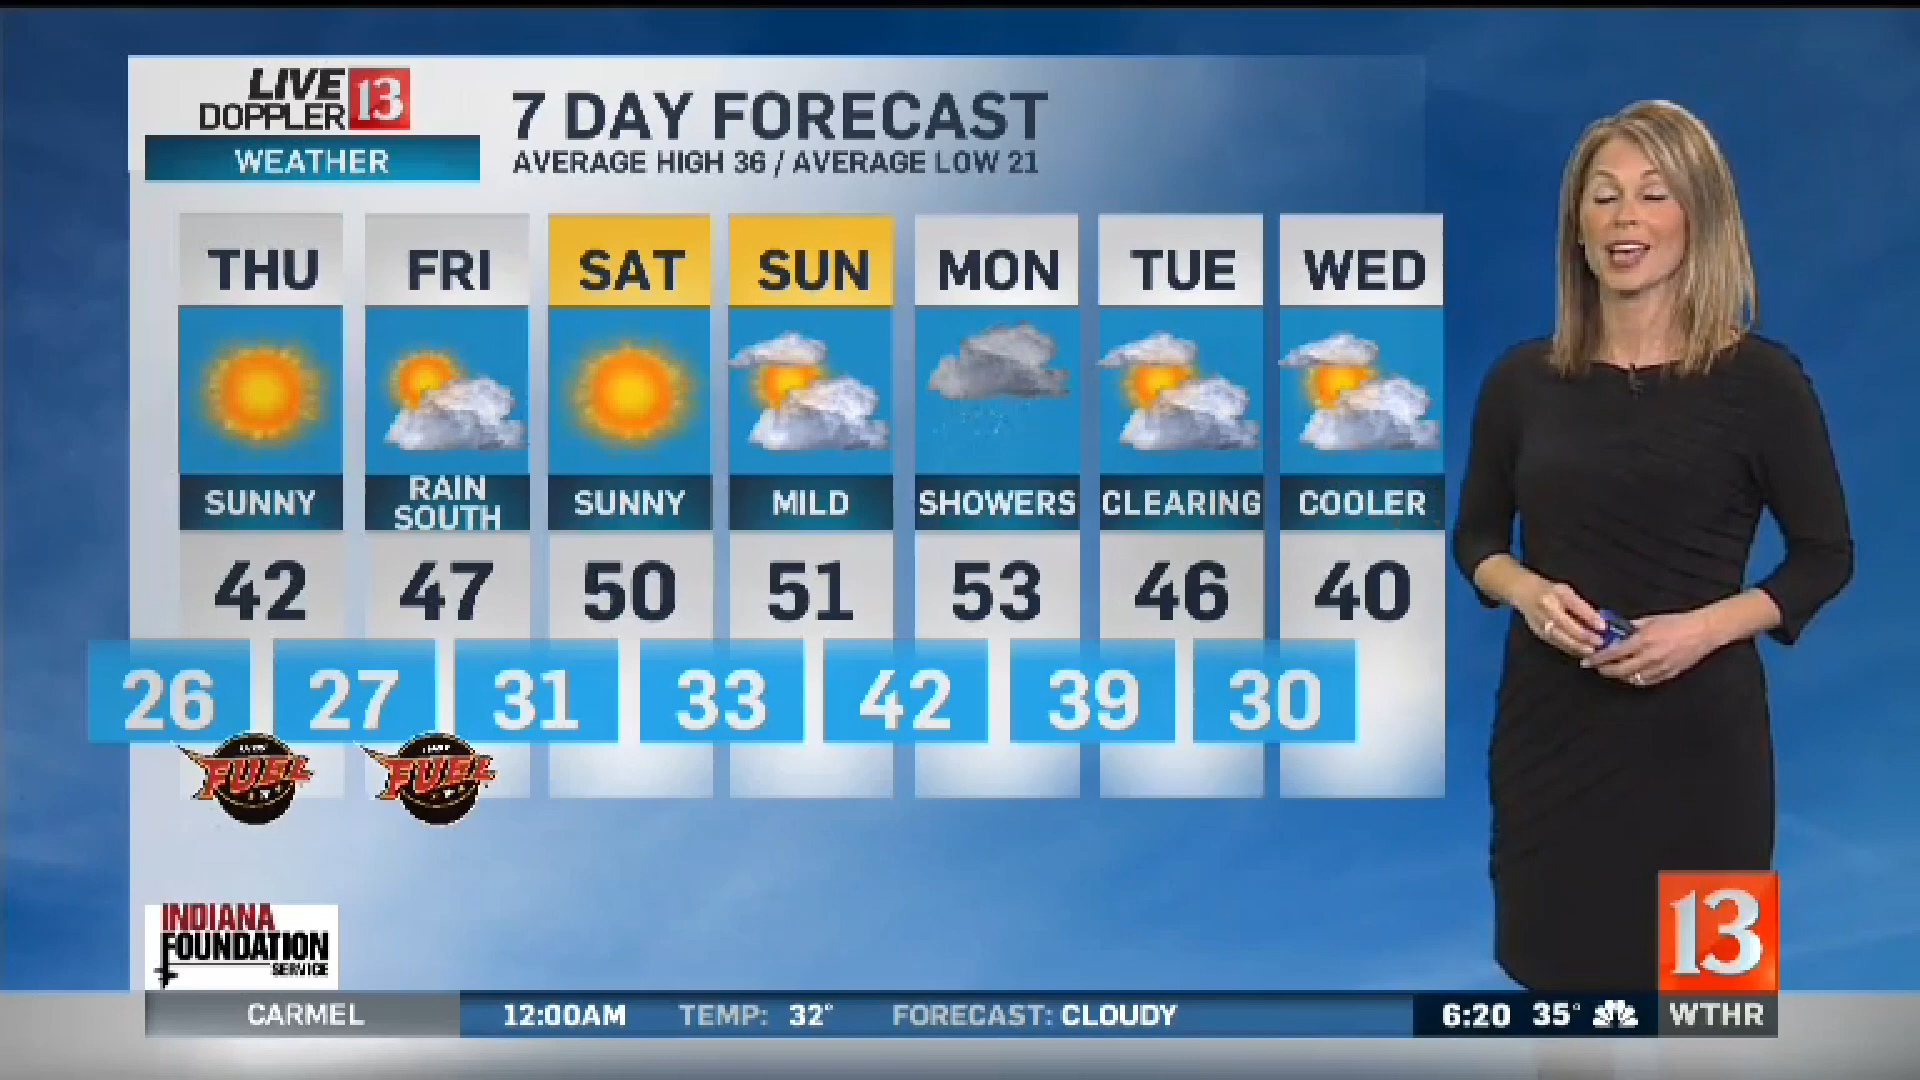 LIVE
DOPPLER 13
WEATHER
7 DAY FORECAST
AVERAGE HIGH 36 / AVERAGE LOW 21
THU FRI SAT SUN MON TUE WED
SUNNY
RAIN
SOUTH
SUNNY
MILD
SHOWERS
CLEARING
COOLER
42 47 50 51 53 46 40
26 27 31 33 42 39 30
FUEL FUEL
INDIANA
FOUNDATION
SERVICE
13
CARMEL 12:00AM TEMP: 32° FORECAST: CLOUDY 6:20 35° WTHR